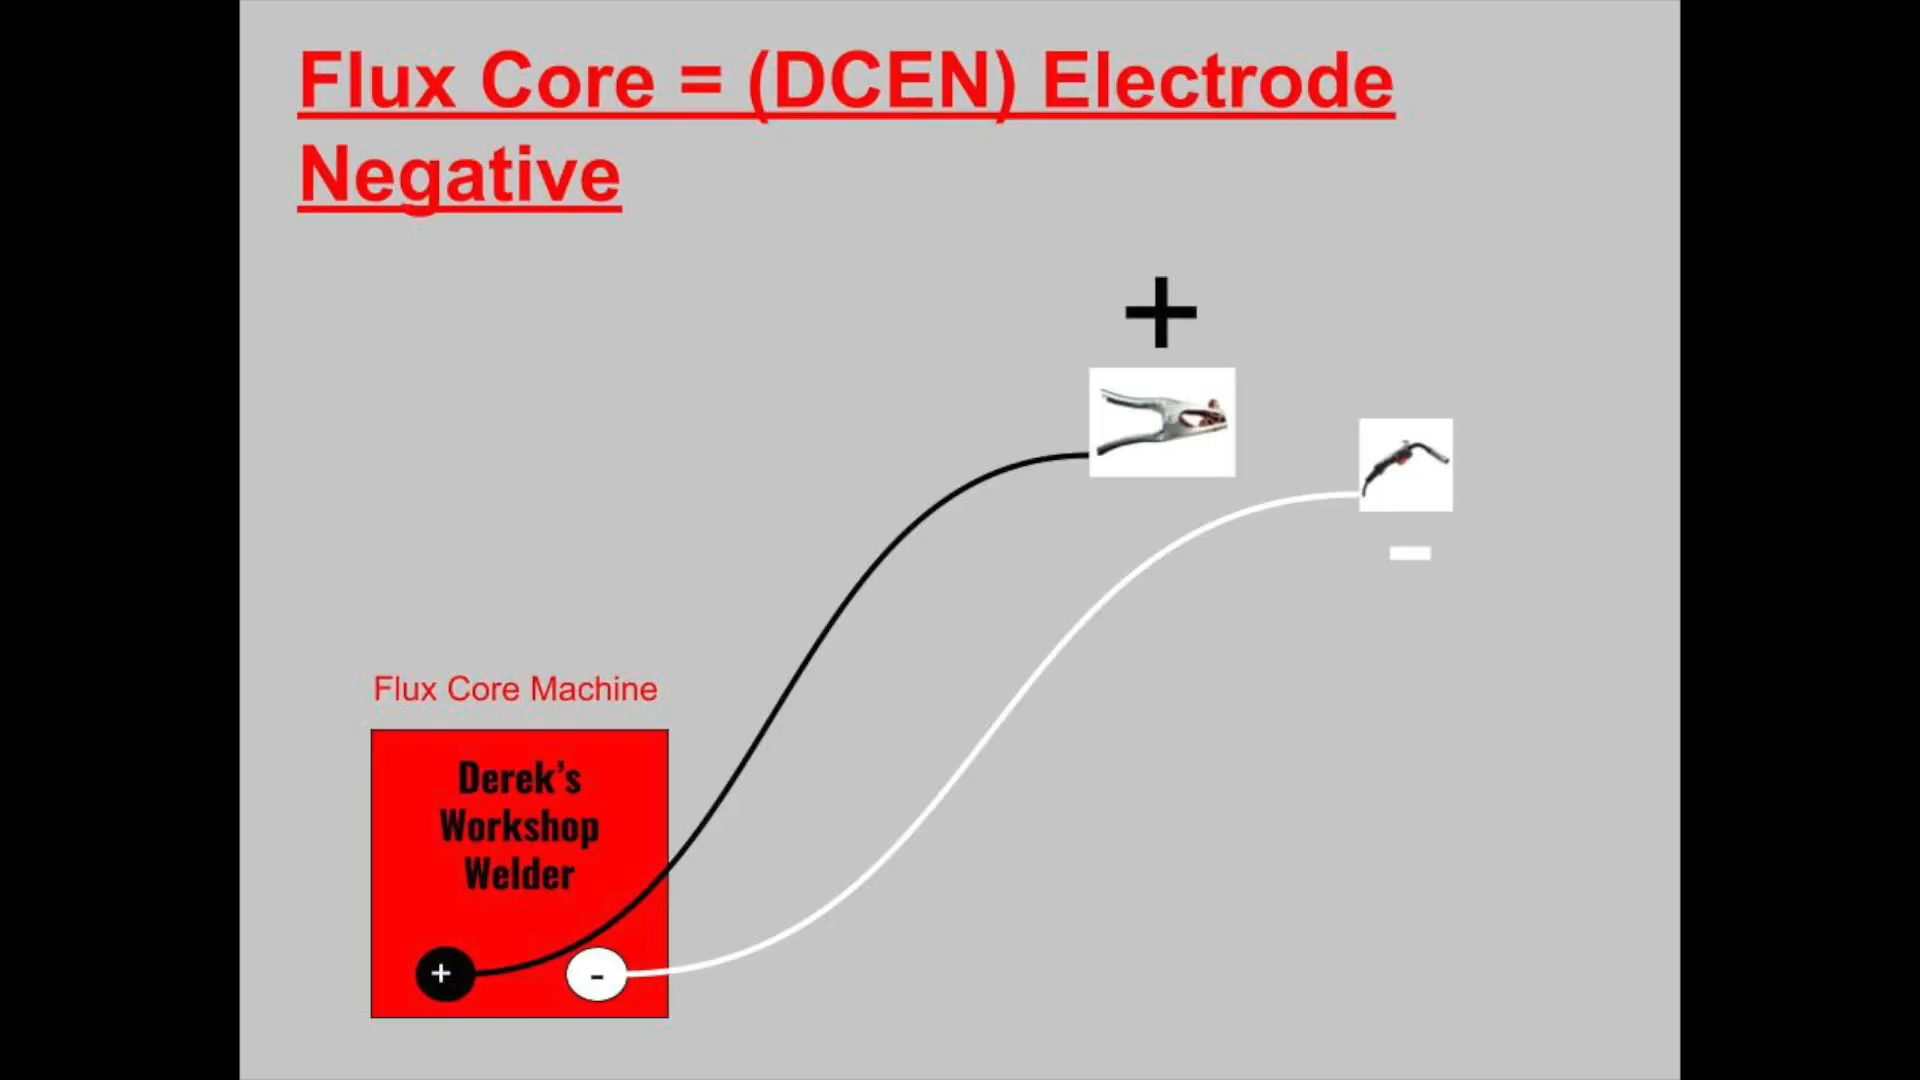 Flux Core = (DCEN) Electrode
Negative
+
-
Flux Core Machine
Derek's
Workshop
Welder
+ -